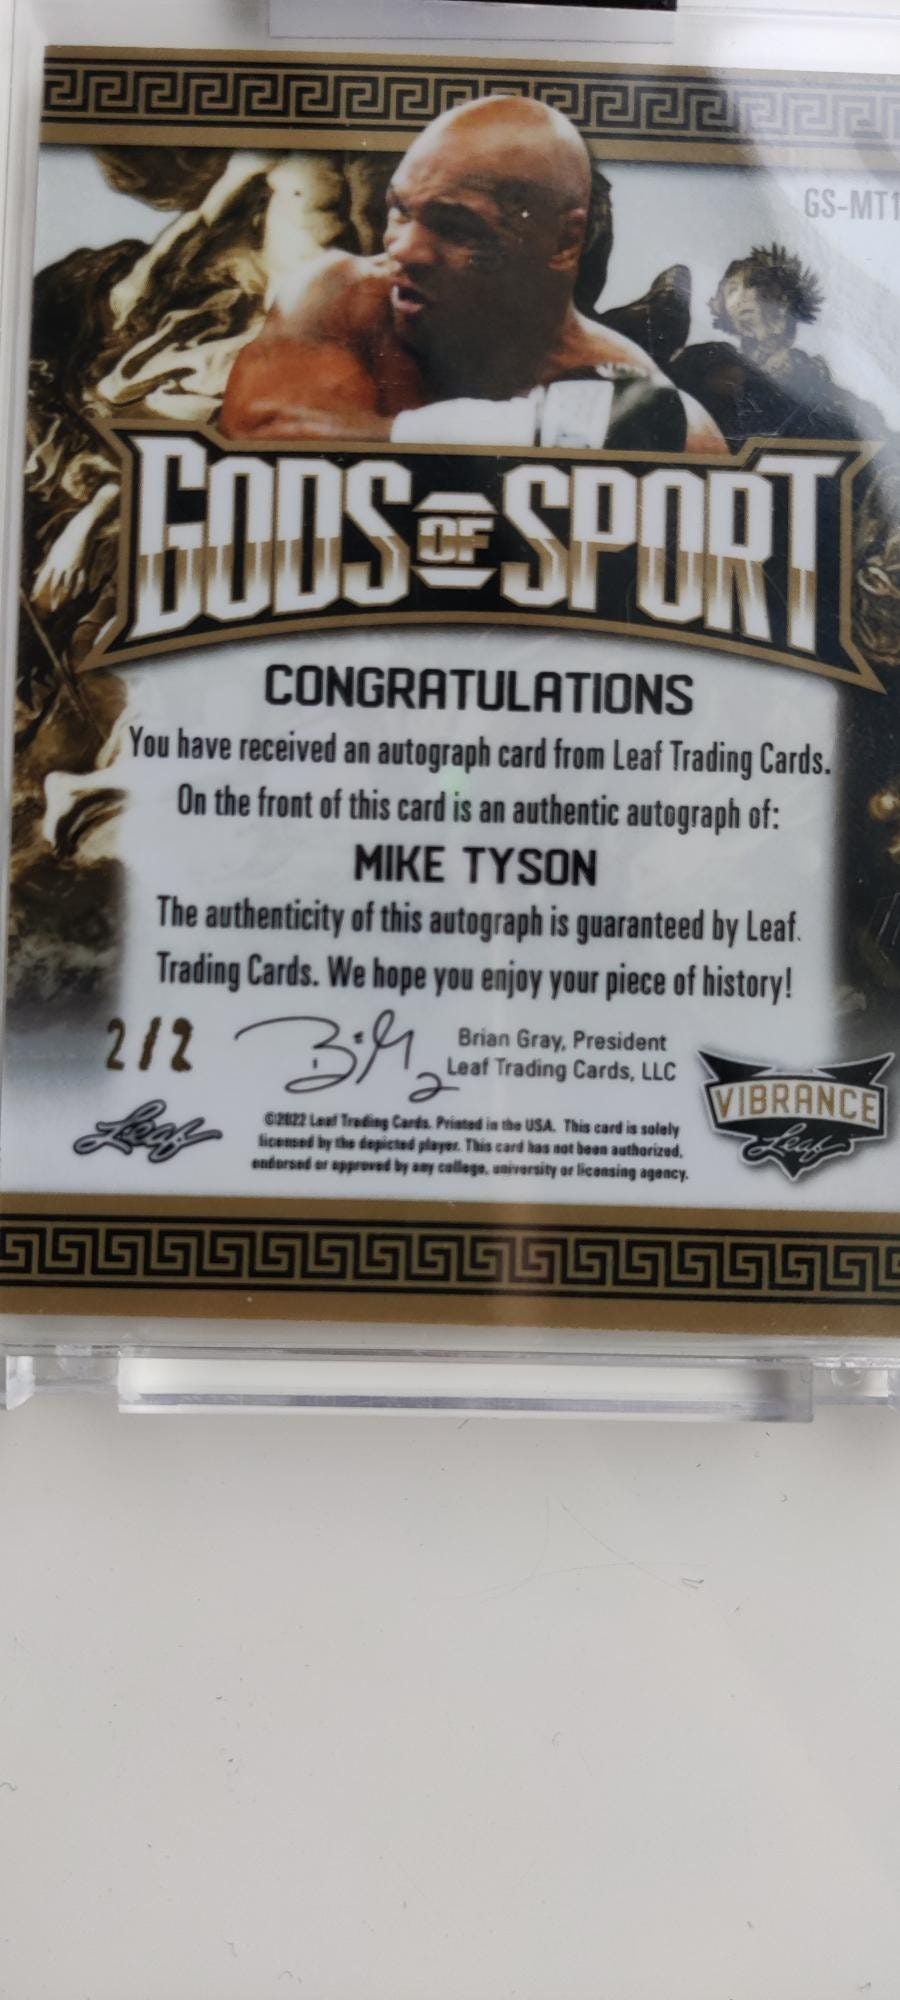 GS-MT1
GODS OF SPORT
CONGRATULATIONS
You have received an autograph card from Leaf Trading Cards.
On the front of this card is an authentic autograph of:
MIKE TYSON
The authenticity of this autograph is guaranteed by Leaf
Trading Cards. We hope you enjoy your piece of history!
2/2
Brian Gray, President
Leaf Trading Cards, LLC
VIBRANCE
Leaf
Leaf
©2022 Leaf Trading Cards. Printed in the USA. This card is solely
licensed by the depicted player. This card has not been authorized,
endorsed or approved by any college, university or licensing agency.